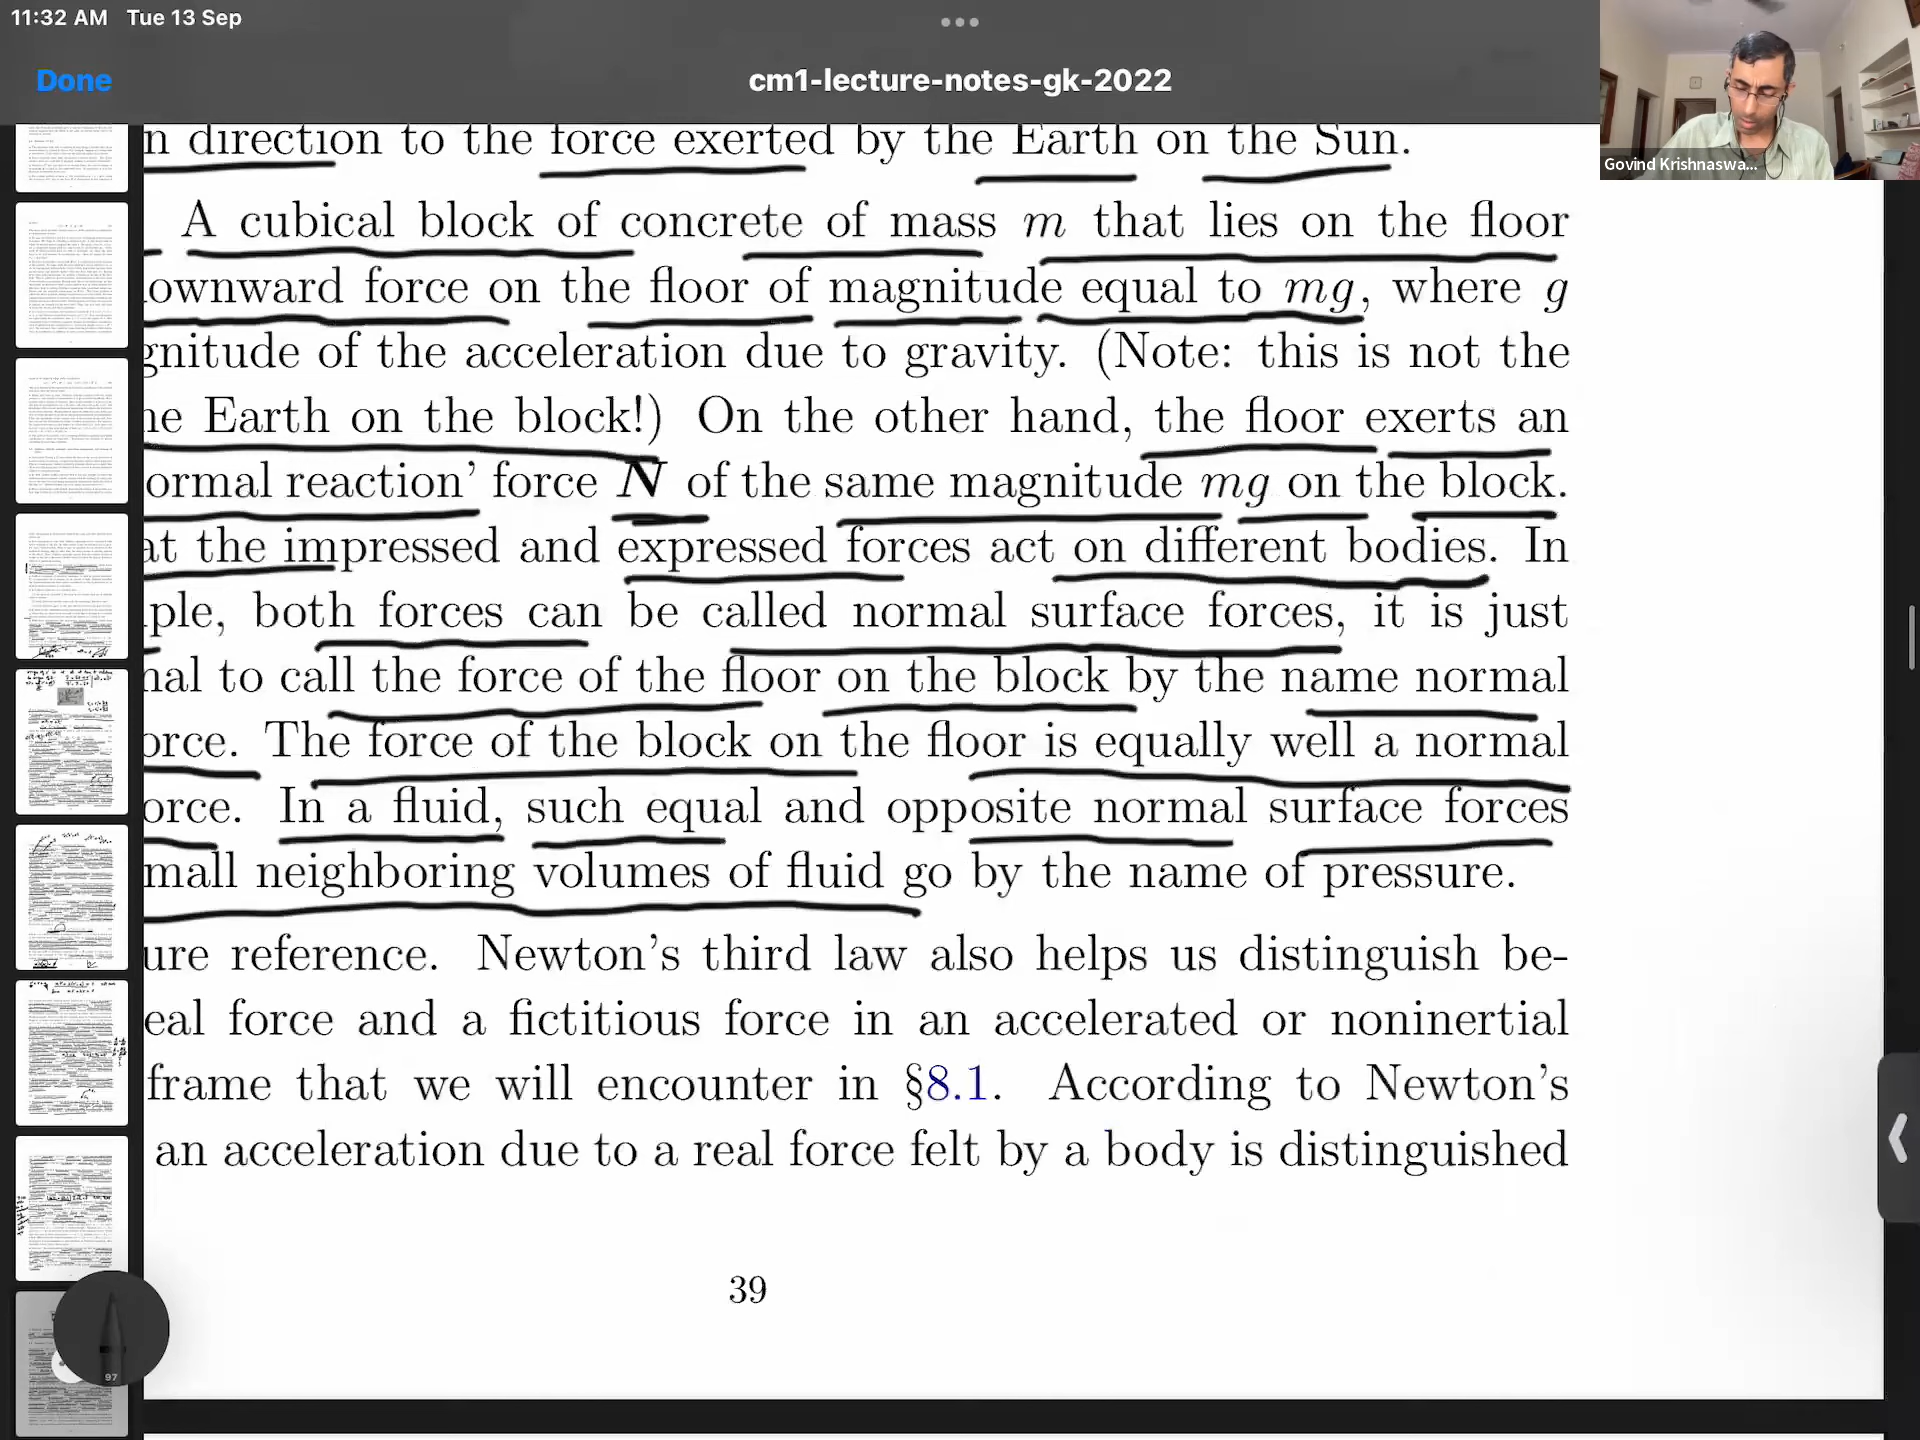 11:32 AM Tue 13 Sep
Done
cm1-lecture-notes-gk-2022
Govind Krishnaswa...
n direction to the force exerted by the Earth on the Sun.
A cubical block of concrete of mass m that lies on the floor
ownward force on the floor of magnitude equal to mg, where g
gnitude of the acceleration due to gravity. (Note: this is not the
he Earth on the block!) On the other hand, the floor exerts an
ormal reaction’ force N of the same magnitude mg on the block.
at the impressed and expressed forces act on different bodies. In
ple, both forces can be called normal surface forces, it is just
nal to call the force of the floor on the block by the name normal
orce. The force of the block on the floor is equally well a normal
orce. In a fluid, such equal and opposite normal surface forces
mall neighboring volumes of fluid go by the name of pressure.
ure reference. Newton’s third law also helps us distinguish be-
eal force and a fictitious force in an accelerated or noninertial
frame that we will encounter in §8.1. According to Newton’s
an acceleration due to a real force felt by a body is distinguished
39
97